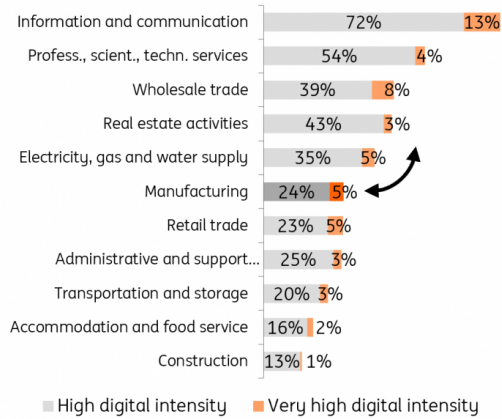 Information and communication 72% 13%
Profess., scient., techn. services 54% 4%
Wholesale trade 39% 8%
Real estate activities 43% 3%
Electricity, gas and water supply 35% 5%
Manufacturing 24% 5%
Retail trade 23% 5%
Administrative and support... 25% 3%
Transportation and storage 20% 3%
Accommodation and food service 16% 2%
Construction 13% 1%
High digital intensity Very high digital intensity